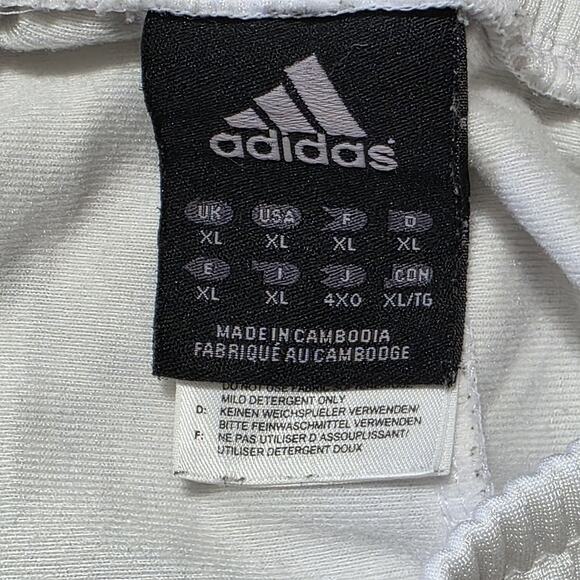 adidas
UK USA F D
XL XL XL XL
E I J CDN
XL XL 4XO XL/TG
MADE IN CAMBODIA
FABRIQUÉ AU CAMBODGE
DO NOT USE FABRIC
MILD DETERGENT ONLY
D: KEINEN WEICHSPUELER VERWENDEN/
BITTE FEINWASCHMITTEL VERWENDEN
F: NE PAS UTILISER D'ASSOUPLISSANT/
UTILISER DETERGENT DOUX